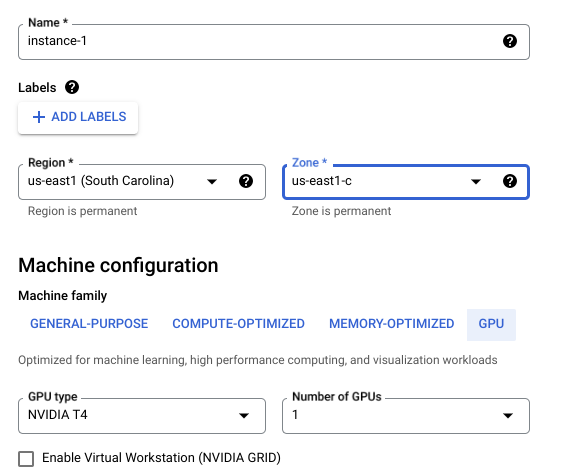 Name *
instance-1
Labels
ADD LABELS
Region *
Zone *
us-east1 (South Carolina)
us-east1-c
Region is permanent
Zone is permanent
Machine configuration
Machine family
GENERAL-PURPOSE COMPUTE-OPTIMIZED MEMORY-OPTIMIZED GPU
Optimized for machine learning, high performance computing, and visualization workloads
GPU type
Number of GPUs
NVIDIA T4
1
Enable Virtual Workstation (NVIDIA GRID)